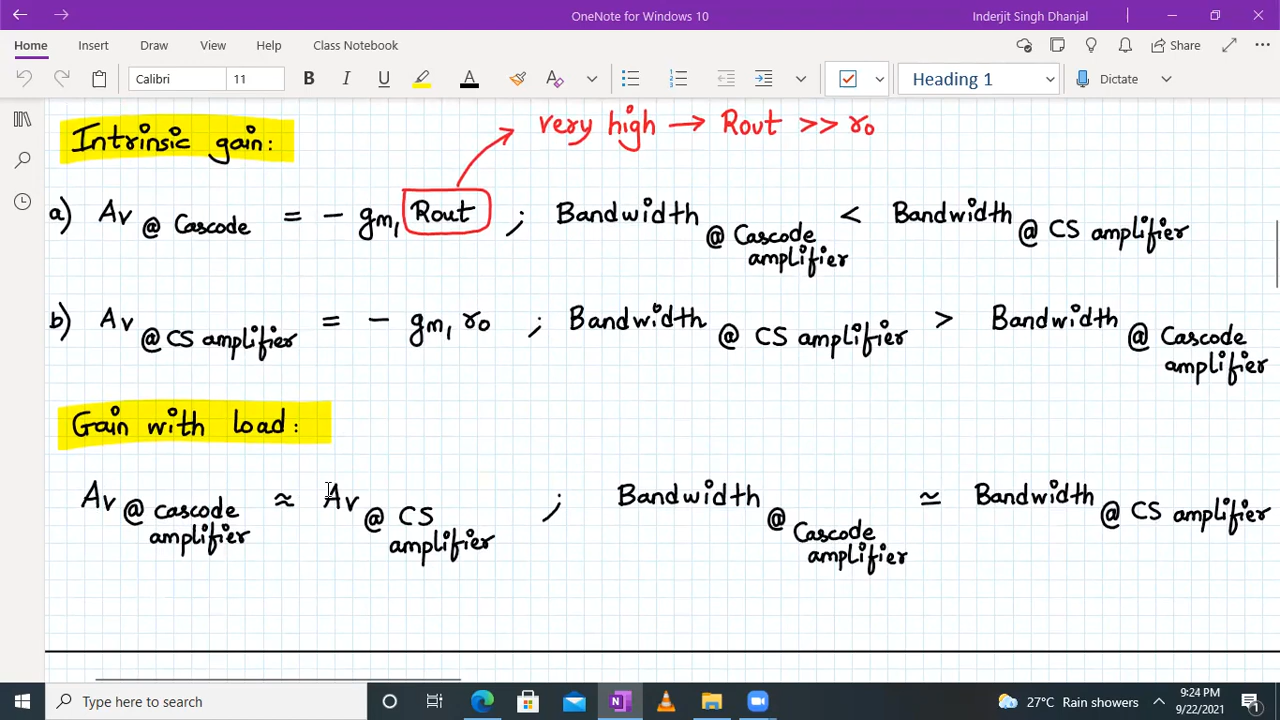 OneNote for Windows 10
Inderjit Singh Dhanjal
Home Insert Draw View Help Class Notebook
Share
Calibri 11 B I U A Heading 1 Dictate
very high → Rout >> ro
Intrinsic gain:
a) Av @ Cascode = - gm1 Rout ; Bandwidth @ Cascode amplifier < Bandwidth @ CS amplifier
b) Av @ CS amplifier = - gm1 ro ; Bandwidth @ CS amplifier > Bandwidth @ Cascode amplifier
Gain with load:
Av @ cascode amplifier ≈ Av @ CS amplifier ; Bandwidth @ Cascode amplifier ≃ Bandwidth @ CS amplifier
Type here to search
27°C Rain showers
9:24 PM
9/22/2021
1